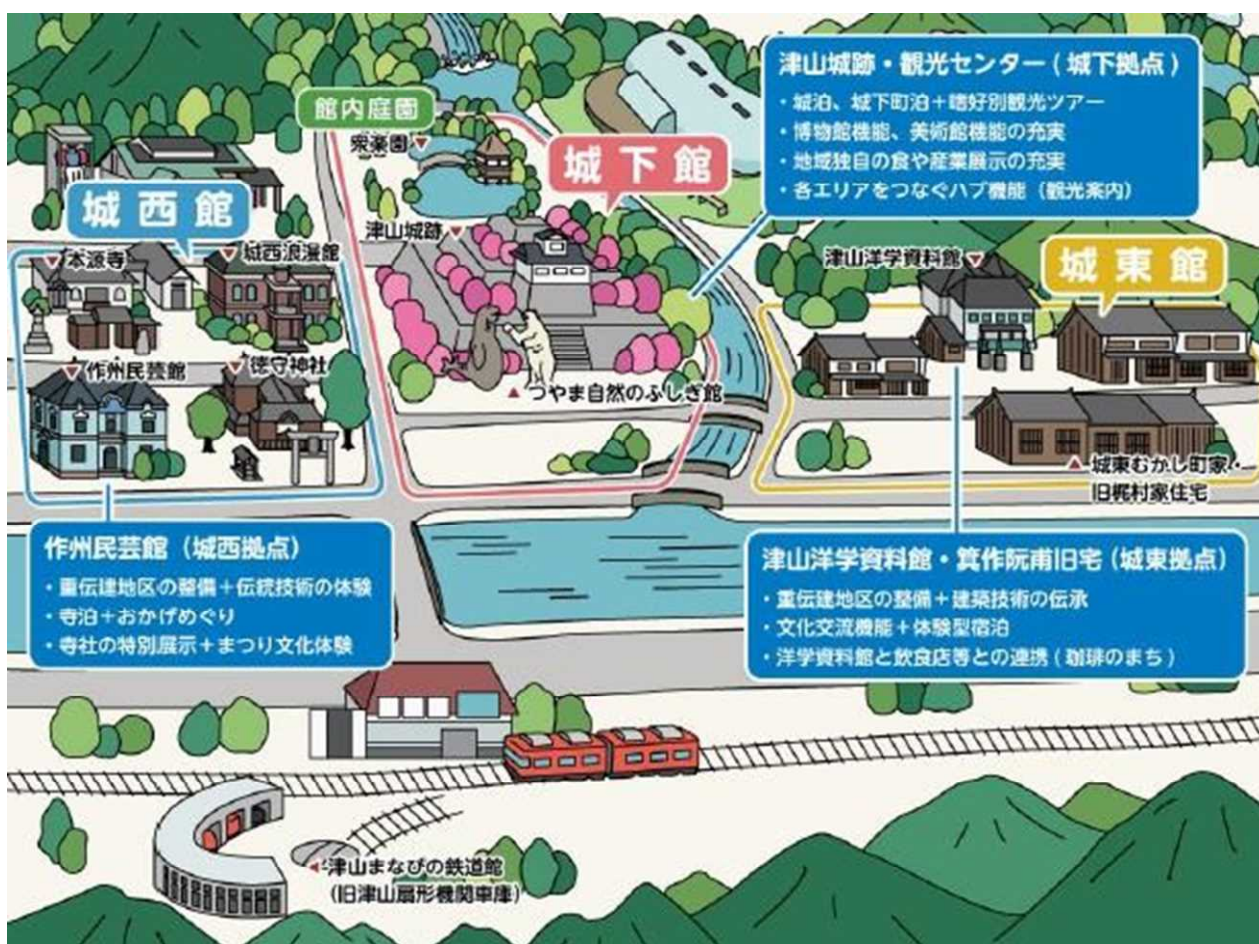 津山城跡・観光センター(城下拠点)
・城泊、城下町泊+嗜好別観光ツアー
・博物館機能、美術館機能の充実
・地域独自の食や産業展示の充実
・各エリアをつなぐハブ機能(観光案内)
館内庭園
衆楽園
城下館
城西館
津山城跡
本源寺
城西浪漫館
津山洋学資料館
城東館
作州民芸館
徳守神社
つやま自然のふしぎ館
城東むかし町家・
旧梶村家住宅
作州民芸館(城西拠点)
・重伝建地区の整備+伝統技術の体験
・寺泊+おかげめぐり
・寺社の特別展示+まつり文化体験
津山洋学資料館・箕作阮甫旧宅(城東拠点)
・重伝建地区の整備+建築技術の伝承
・文化交流機能+体験型宿泊
・洋学資料館と飲食店等との連携(珈琲のまち)
津山まなびの鉄道館
(旧津山扇形機関車庫)